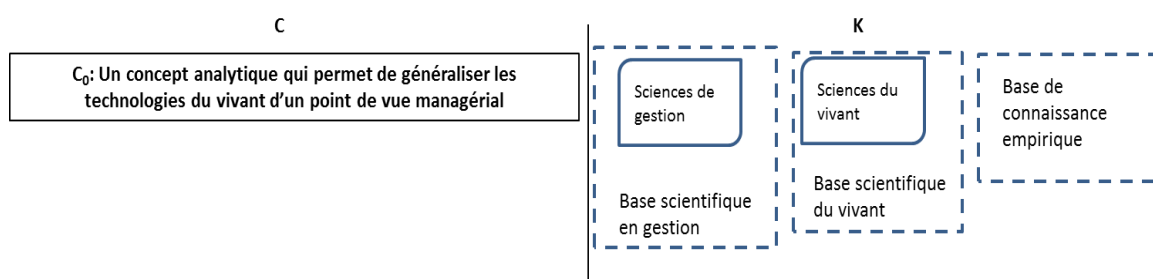 C
K
C₀: Un concept analytique qui permet de généraliser les
technologies du vivant d’un point de vue managérial
Sciences de
gestion
Base scientifique
en gestion
Sciences du
vivant
Base scientifique
du vivant
Base de
connaissance
empirique